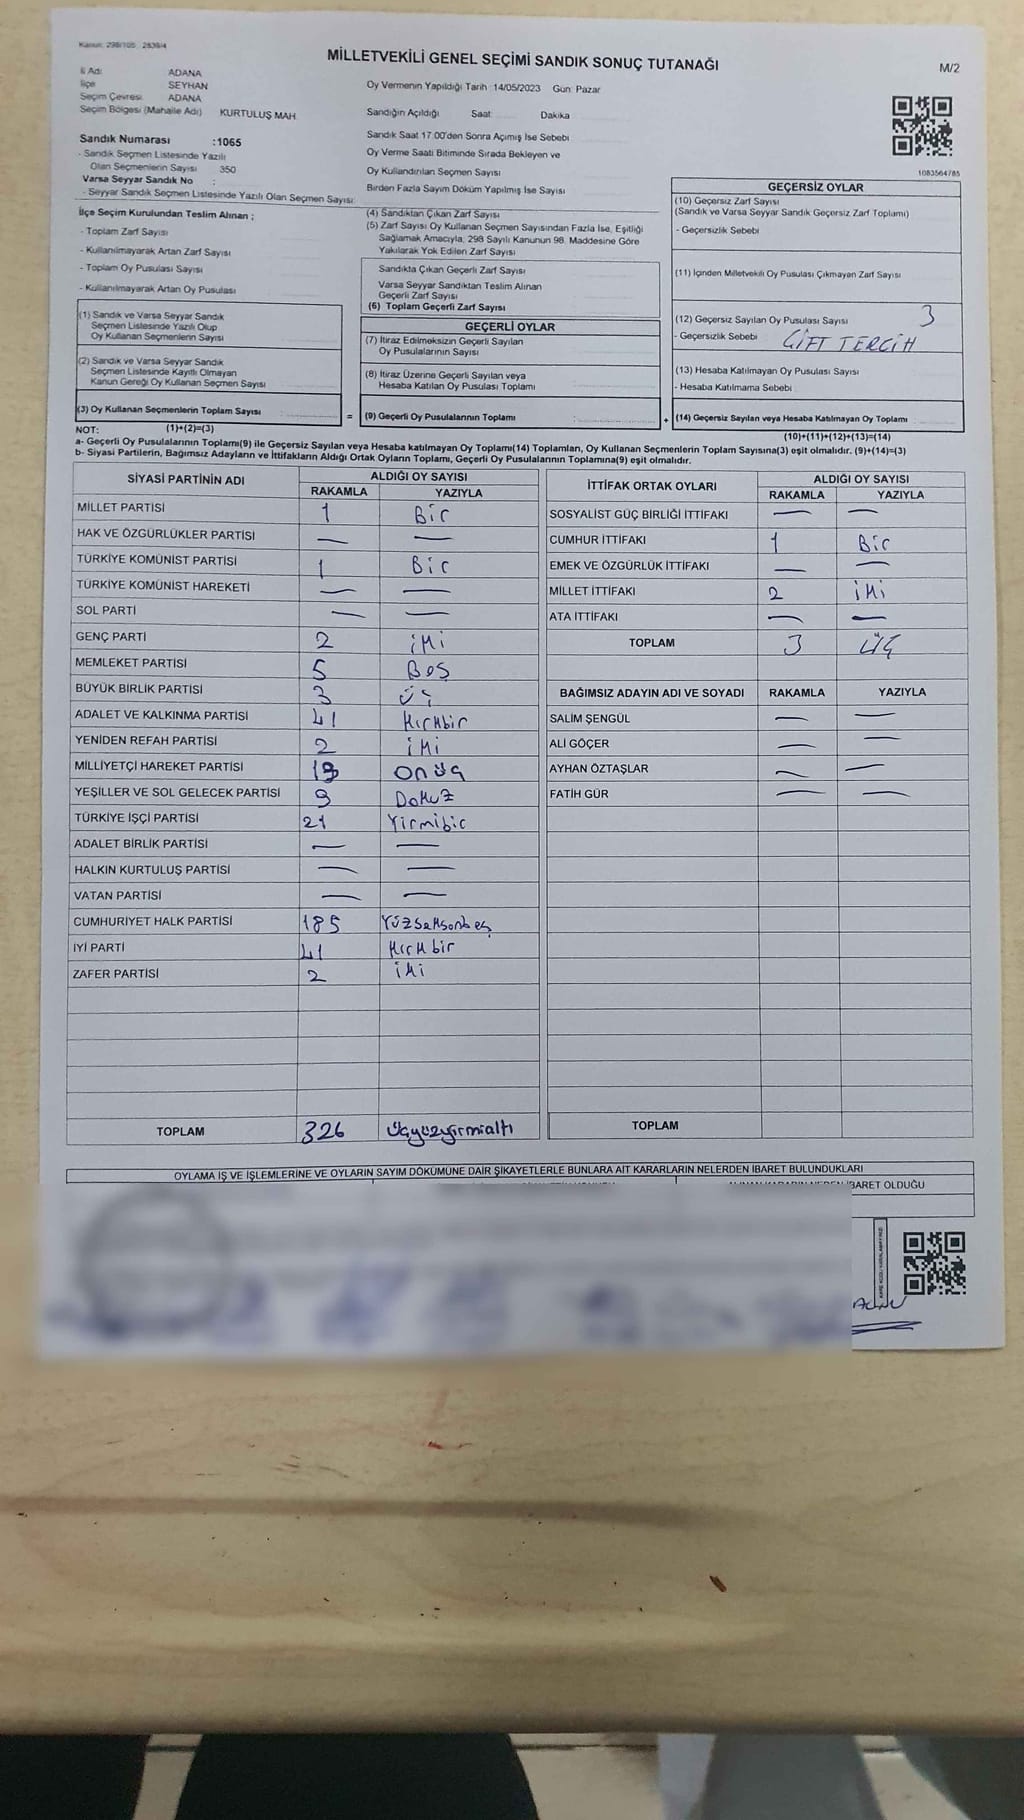 Kanun: 298/105 2839/4
MİLLETVEKİLİ GENEL SEÇİMİ SANDIK SONUÇ TUTANAĞI
M/2
İl Adı ADANA
İlçe SEYHAN
Seçim Çevresi ADANA
Seçim Bölgesi (Mahalle Adı) KURTULUŞ MAH.
Sandık Numarası :1065
- Sandık Seçmen Listesinde Yazılı
Olan Seçmenlerin Sayısı 350
Varsa Seyyar Sandık No :
- Seyyar Sandık Seçmen Listesinde Yazılı Olan Seçmen Sayısı:
Oy Vermenin Yapıldığı Tarih: 14/05/2023 Gün: Pazar
Sandığın Açıldığı Saat: Dakika
Sandık Saat 17.00'den Sonra Açımış İse Sebebi
Oy Verme Saati Bitiminde Sırada Bekleyen ve
Oy Kullandırılan Seçmen Sayısı
Birden Fazla Sayım Döküm Yapılmış İse Sayısı
1083564785
İlçe Seçim Kurulundan Teslim Alınan ;
- Toplam Zarf Sayısı
- Kullanılmayarak Artan Zarf Sayısı
- Toplam Oy Pusulası Sayısı
- Kullanılmayarak Artan Oy Pusulası
(4) Sandıktan Çıkan Zarf Sayısı
(5) Zarf Sayısı Oy Kullanan Seçmen Sayısından Fazla İse, Eşitliği
Sağlamak Amacıyla, 298 Sayılı Kanunun 98. Maddesine Göre
Yakılarak Yok Edilen Zarf Sayısı
Sandıkta Çıkan Geçerli Zarf Sayısı
Varsa Seyyar Sandıktan Teslim Alınan
Geçerli Zarf Sayısı
(6) Toplam Geçerli Zarf Sayısı
GEÇERSİZ OYLAR
(10) Geçersiz Zarf Sayısı
(Sandık ve Varsa Seyyar Sandık Geçersiz Zarf Toplamı)
- Geçersizlik Sebebi
(11) İçinden Milletvekili Oy Pusulası Çıkmayan Zarf Sayısı
(12) Geçersiz Sayılan Oy Pusulası Sayısı 3
- Geçersizlik Sebebi ÇİFT TERCİH
(13) Hesaba Katılmayan Oy Pusulası Sayısı
- Hesaba Katılmama Sebebi
(1) Sandık ve Varsa Seyyar Sandık
Seçmen Listesinde Yazılı Olup
Oy Kullanan Seçmenlerin Sayısı
(2) Sandık ve Varsa Seyyar Sandık
Seçmen Listesinde Kayıtlı Olmayan
Kanun Gereği Oy Kullanan Seçmen Sayısı
GEÇERLİ OYLAR
(7) İtiraz Edilmeksizin Geçerli Sayılan
Oy Pusulalarının Sayısı
(8) İtiraz Üzerine Geçerli Sayılan veya
Hesaba Katılan Oy Pusulası Toplamı
(3) Oy Kullanan Seçmenlerin Toplam Sayısı = (9) Geçerli Oy Pusulalarının Toplamı + (14) Geçersiz Sayılan veya Hesaba Katılmayan Oy Toplamı
NOT: (1)+(2)=(3) (10)+(11)+(12)+(13)=(14)
a- Geçerli Oy Pusulalarının Toplamı(9) ile Geçersiz Sayılan veya Hesaba katılmayan Oy Toplamı(14) Toplamları, Oy Kullanan Seçmenlerin Toplam Sayısına(3) eşit olmalıdır. (9)+(14)=(3)
b- Siyasi Partilerin, Bağımsız Adayların ve İttifakların Aldığı Ortak Oyların Toplamı, Geçerli Oy Pusulalarının Toplamına(9) eşit olmalıdır.
SİYASİ PARTİNİN ADI ALDIĞI OY SAYISI
RAKAMLA YAZIYLA
MİLLET PARTİSİ 1 Bir
HAK VE ÖZGÜRLÜKLER PARTİSİ — —
TÜRKİYE KOMÜNİST PARTİSİ 1 Bir
TÜRKİYE KOMÜNİST HAREKETİ — —
SOL PARTİ — —
GENÇ PARTİ 2 iki
MEMLEKET PARTİSİ 5 Beş
BÜYÜK BİRLİK PARTİSİ 3 üç
ADALET VE KALKINMA PARTİSİ 41 Kırkbir
YENİDEN REFAH PARTİSİ 2 iki
MİLLİYETÇİ HAREKET PARTİSİ 13 onüç
YEŞİLLER VE SOL GELECEK PARTİSİ 9 Dokuz
TÜRKİYE İŞÇİ PARTİSİ 21 Yirmibir
ADALET BİRLİK PARTİSİ — —
HALKIN KURTULUŞ PARTİSİ — —
VATAN PARTİSİ — —
CUMHURİYET HALK PARTİSİ 185 Yüzseksenbeş
İYİ PARTİ 41 Kırkbir
ZAFER PARTİSİ 2 iki
TOPLAM 326 üçyüzyirmialtı
İTTİFAK ORTAK OYLARI ALDIĞI OY SAYISI
RAKAMLA YAZIYLA
SOSYALİST GÜÇ BİRLİĞİ İTTİFAKI — —
CUMHUR İTTİFAKI 1 Bir
EMEK VE ÖZGÜRLÜK İTTİFAKI — —
MİLLET İTTİFAKI 2 iki
ATA İTTİFAKI — —
TOPLAM 3 üç
BAĞIMSIZ ADAYIN ADI VE SOYADI RAKAMLA YAZIYLA
SALİM ŞENGÜL — —
ALİ GÖÇER — —
AYHAN ÖZTAŞLAR — —
FATİH GÜR — —
TOPLAM
OYLAMA İŞ VE İŞLEMLERİNE VE OYLARIN SAYIM DÖKÜMÜNE DAİR ŞİKAYETLERLE BUNLARA AİT KARARLARIN NELERDEN İBARET BULUNDUKLARI
İBARET OLDUĞU